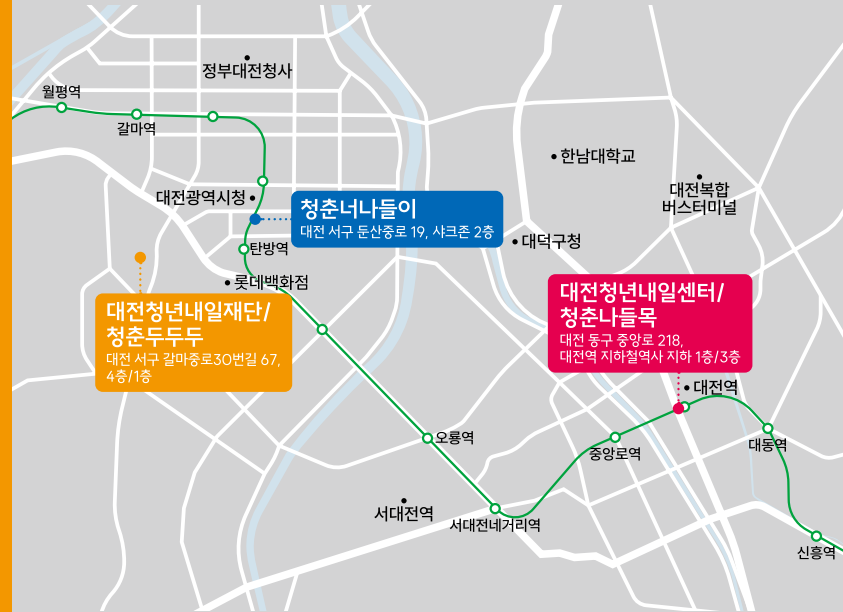 정부대전청사
월평역
갈마역
한남대학교
대전복합
버스터미널
대전광역시청
청춘너나들이
대전 서구 둔산중로 19, 샤크존 2층
탄방역
대덕구청
롯데백화점
대전청년내일재단/
청춘두두두
대전 서구 갈마중로30번길 67,
4층/1층
대전청년내일센터/
청춘나들목
대전 동구 중앙로 218,
대전역 지하철역사 지하 1층/3층
대전역
오룡역
중앙로역
대동역
서대전역
서대전네거리역
신흥역